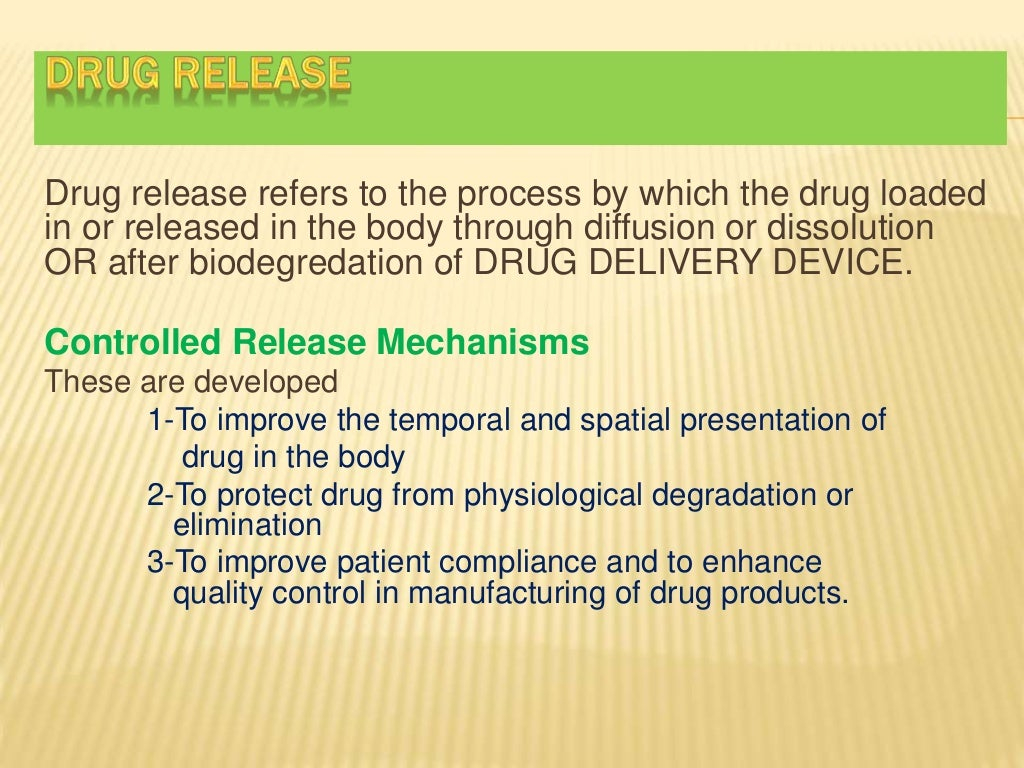 DRUG RELEASE
Drug release refers to the process by which the drug loaded
in or released in the body through diffusion or dissolution
OR after biodegredation of DRUG DELIVERY DEVICE.
Controlled Release Mechanisms
These are developed
1-To improve the temporal and spatial presentation of
drug in the body
2-To protect drug from physiological degradation or
elimination
3-To improve patient compliance and to enhance
quality control in manufacturing of drug products.